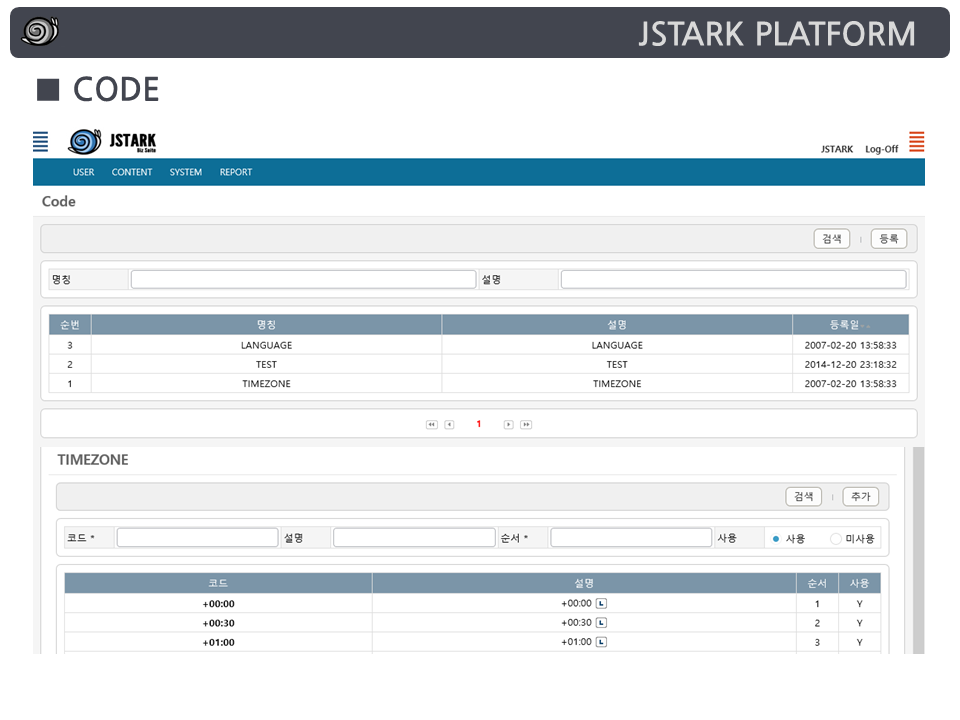 JSTARK PLATFORM
■ CODE
JSTARK
Biz Suite
JSTARK Log-Off
USER CONTENT SYSTEM REPORT
Code
검색 등록
명칭 설명
순번 명칭 설명 등록일
3 LANGUAGE LANGUAGE 2007-02-20 13:58:33
2 TEST TEST 2014-12-20 23:18:32
1 TIMEZONE TIMEZONE 2007-02-20 13:58:33
1
TIMEZONE
검색 추가
코드 * 설명 순서 * 사용 사용 미사용
코드 설명 순서 사용
+00:00 +00:00 L 1 Y
+00:30 +00:30 L 2 Y
+01:00 +01:00 L 3 Y